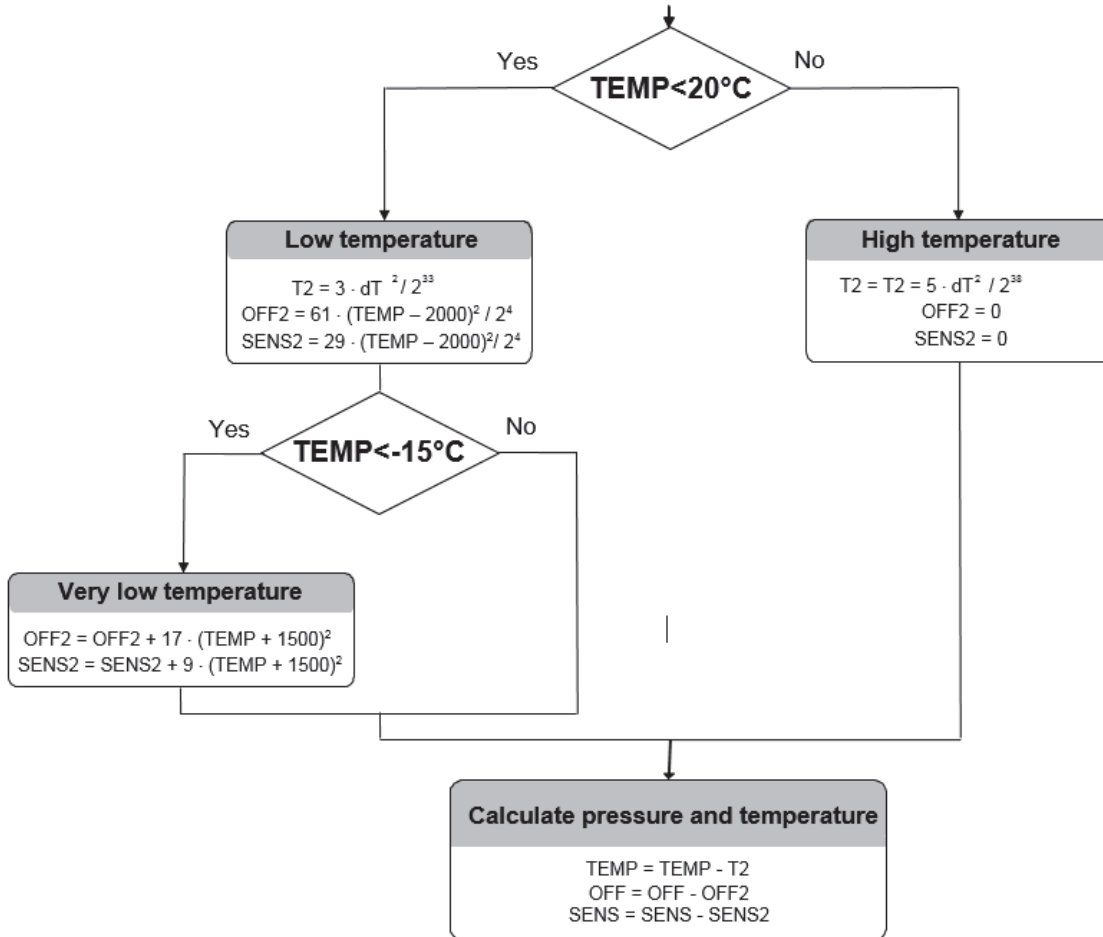 Yes
No
TEMP<20°C
Low temperature
T2 = 3 · dT ² / 2³³
OFF2 = 61 · (TEMP – 2000)² / 2⁴
SENS2 = 29 · (TEMP – 2000)²/ 2⁴
High temperature
T2 = T2 = 5 · dT² / 2³⁸
OFF2 = 0
SENS2 = 0
Yes
No
TEMP<-15°C
Very low temperature
OFF2 = OFF2 + 17 · (TEMP + 1500)²
SENS2 = SENS2 + 9 · (TEMP + 1500)²
Calculate pressure and temperature
TEMP = TEMP - T2
OFF = OFF - OFF2
SENS = SENS - SENS2